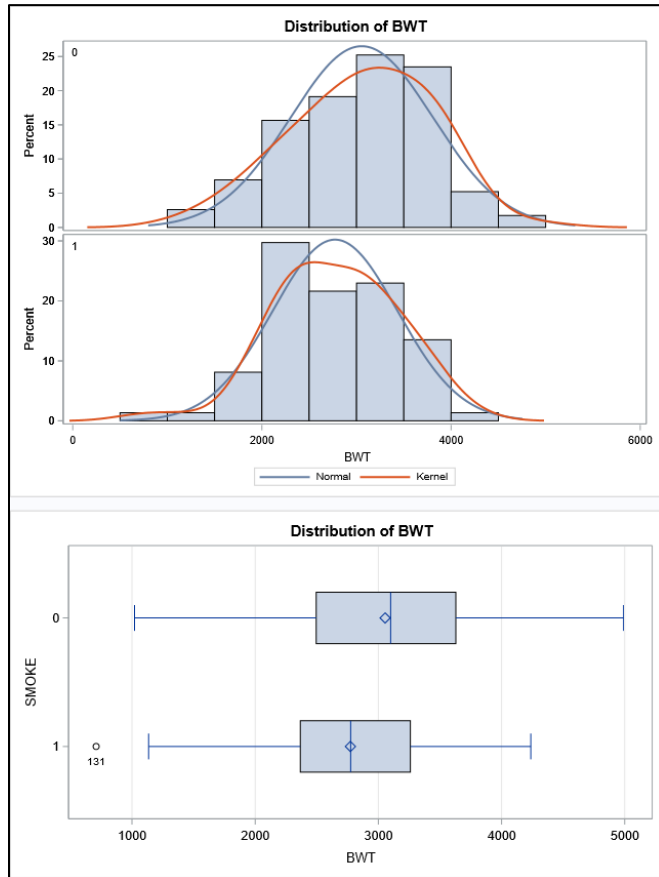 Distribution of BWT
0
25
20
15
10
5
0
Percent
1
30
20
10
0
Percent
0 2000 4000 6000
BWT
Normal Kernel
Distribution of BWT
0
SMOKE
1
131
1000 2000 3000 4000 5000
BWT